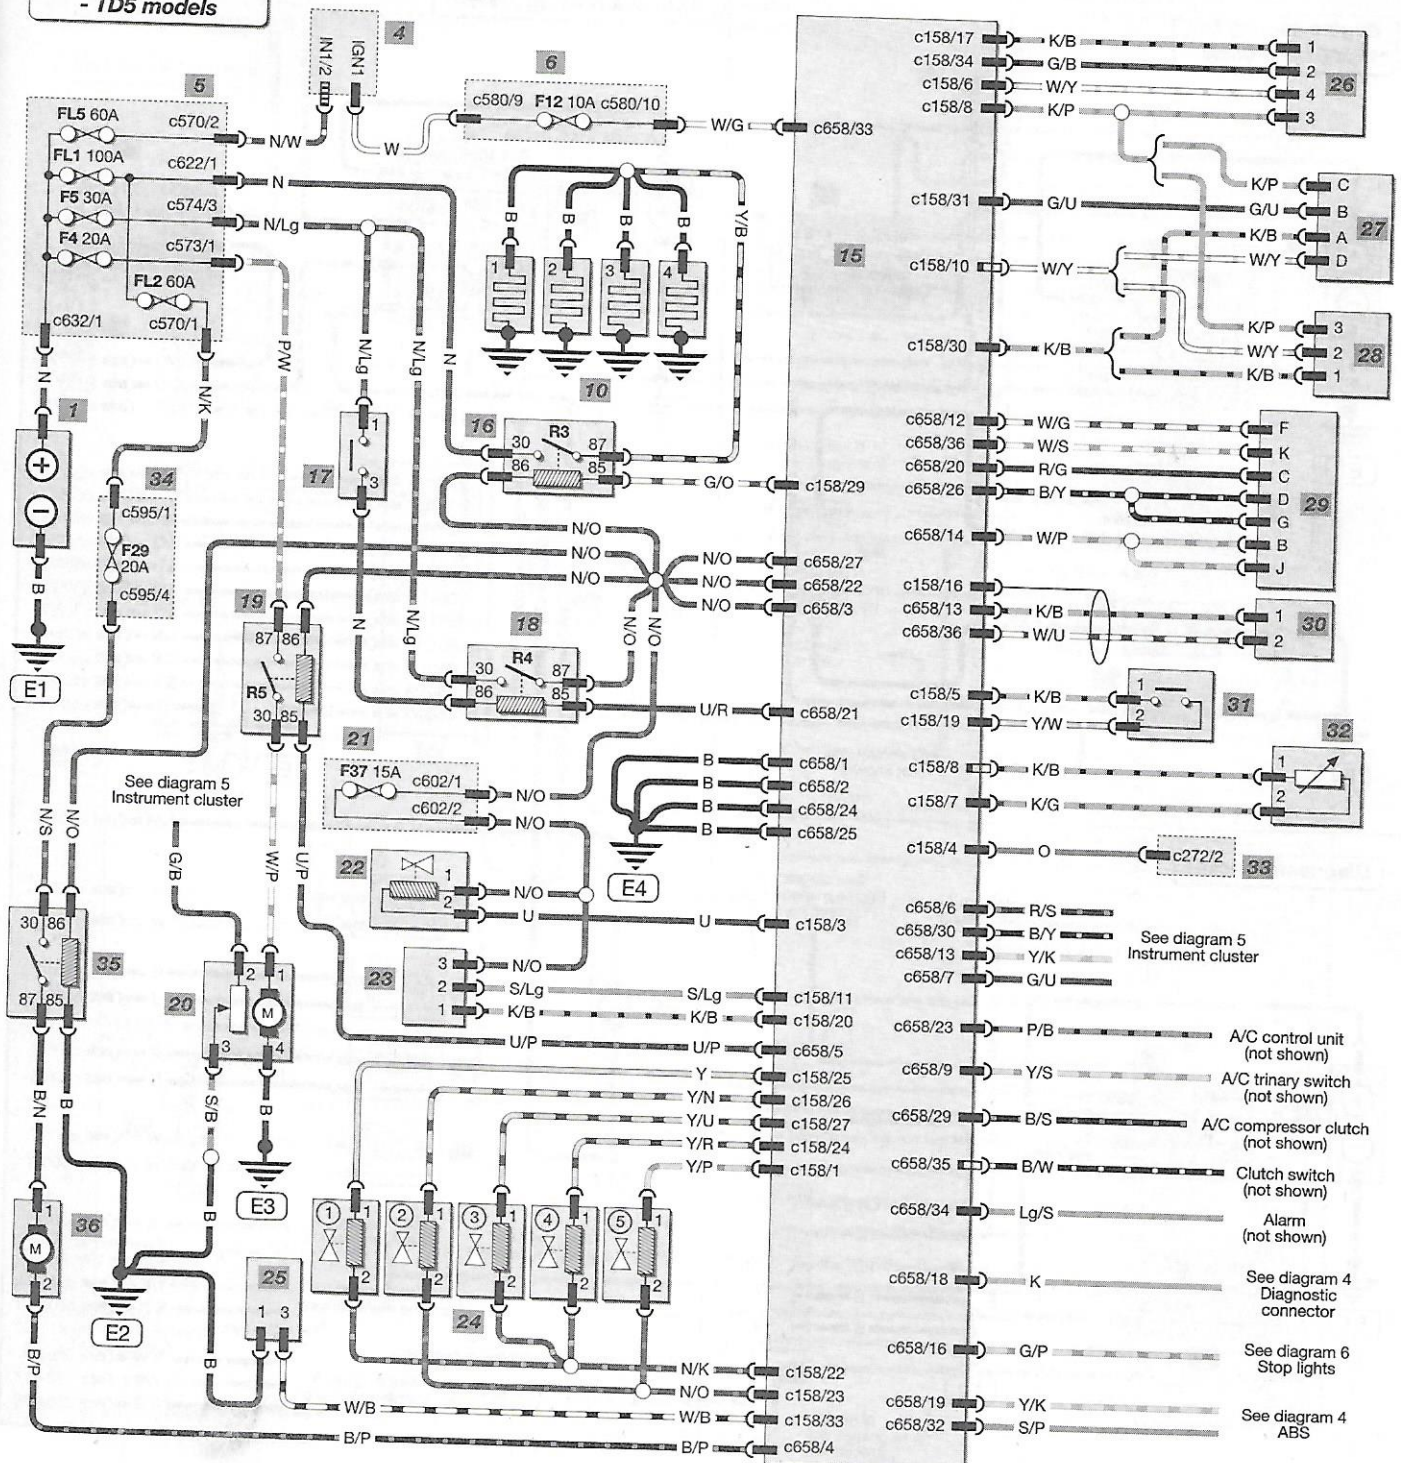 - TD5 models
IN1/2
IGN1
4
5
FL5 60A
c570/2
N/W
W
6
c580/9 F12 10A c580/10
W/G
c658/33
FL1 100A
c622/1
N
F5 30A
c574/3
N/Lg
F4 20A
c573/1
FL2 60A
c570/1
c632/1
N
N/K
P/W
N/Lg
N/Lg
N
B
B
B
B
Y/B
1
2
3
4
10
1
+
−
B
E1
34
c595/1
F29
20A
c595/4
17
1
3
N
N/Lg
16
R3
30
87
86
85
G/O
c158/29
N/O
N/O
N/O
N/O
N/O
N/O
c658/27
c658/22
c658/3
N/O
N/O
19
87
86
R5
30
85
18
R4
30
87
86
85
U/R
c658/21
21
F37 15A
c602/1
c602/2
N/O
N/O
See diagram 5
Instrument cluster
N/S
N/O
G/B
W/P
U/P
B
B
B
B
c658/1
c658/2
c658/24
c658/25
E4
22
1
2
N/O
U
U
c158/3
23
3
2
1
N/O
S/Lg
S/Lg
c158/11
K/B
K/B
c158/20
U/P
U/P
c658/5
35
30
86
87
85
20
2
1
M
3
4
B/N
B
S/B
B
B
E3
Y
c158/25
Y/N
c158/26
Y/U
c158/27
Y/R
c158/24
Y/P
c158/1
1
1
2
2
1
2
3
1
2
4
1
2
5
1
2
24
36
1
M
2
E2
25
1
3
B/P
B
N/K
c158/22
N/O
c158/23
W/B
W/B
c158/33
B/P
B/P
c658/4
15
c158/17
K/B
1
c158/34
G/B
2
c158/6
W/Y
4
c158/8
K/P
3
26
K/P
C
c158/31
G/U
G/U
B
K/B
A
W/Y
D
27
c158/10
W/Y
K/P
3
W/Y
2
K/B
1
28
c158/30
K/B
c658/12
W/G
F
c658/36
W/S
K
c658/20
R/G
C
c658/26
B/Y
D
G
c658/14
W/P
B
J
29
c158/16
c658/13
K/B
1
c658/36
W/U
2
30
c158/5
K/B
1
c158/19
Y/W
2
31
32
c158/8
K/B
1
c158/7
K/G
2
c158/4
O
c272/2
33
c658/6
R/S
c658/30
B/Y
c658/13
Y/K
c658/7
G/U
See diagram 5
Instrument cluster
c658/23
P/B
A/C control unit
(not shown)
c658/9
Y/S
A/C trinary switch
(not shown)
c658/29
B/S
A/C compressor clutch
(not shown)
c658/35
B/W
Clutch switch
(not shown)
c658/34
Lg/S
Alarm
(not shown)
c658/18
K
See diagram 4
Diagnostic
connector
c658/16
G/P
See diagram 6
Stop lights
c658/19
Y/K
c658/32
S/P
See diagram 4
ABS